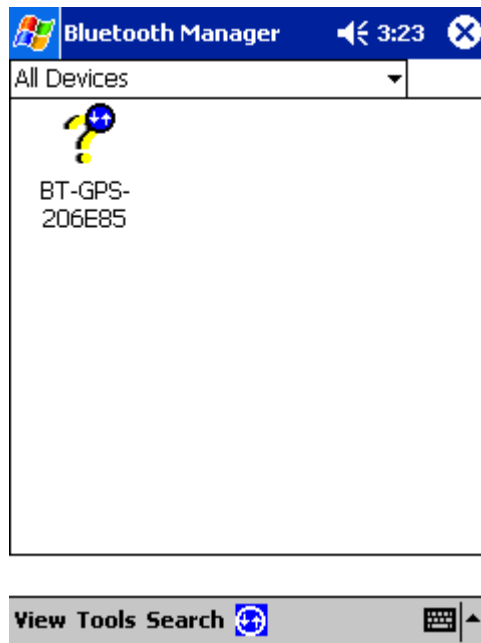 Bluetooth Manager 3:23
All Devices
BT-GPS-
206E85
View Tools Search